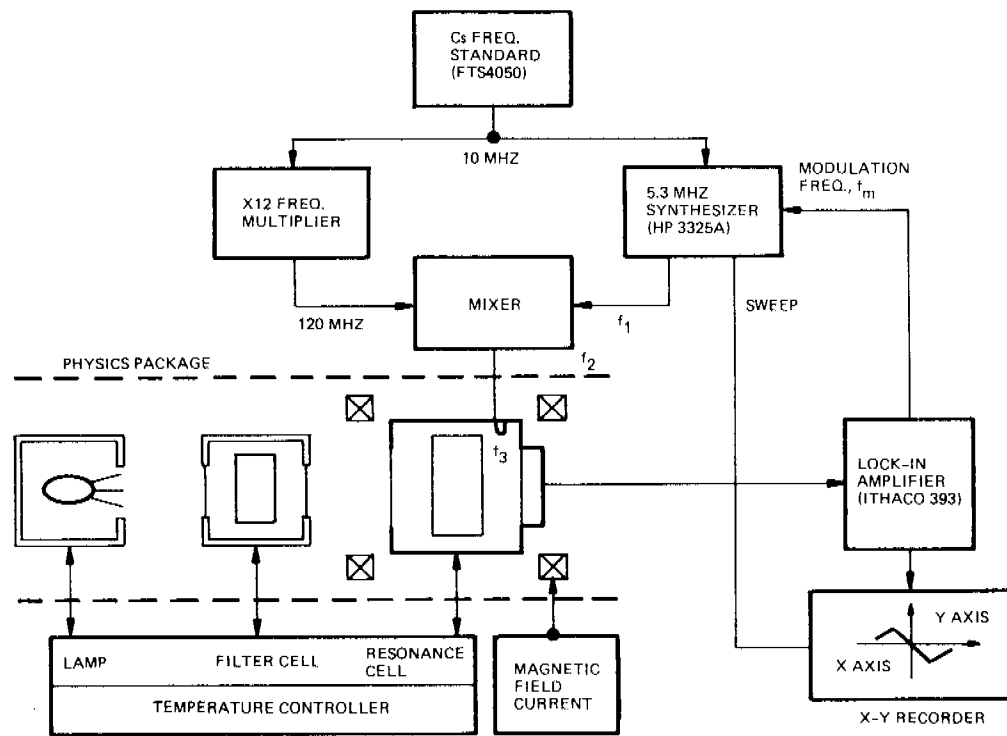 Cs FREQ.
STANDARD
(FTS4050)
10 MHZ
X12 FREQ.
MULTIPLIER
5.3 MHZ
SYNTHESIZER
(HP 3325A)
MODULATION
FREQ., fm
MIXER
120 MHZ
f1
SWEEP
f2
PHYSICS PACKAGE
f3
LOCK-IN
AMPLIFIER
(ITHACO 393)
Y AXIS
X AXIS
X-Y RECORDER
LAMP
FILTER CELL
RESONANCE
CELL
TEMPERATURE CONTROLLER
MAGNETIC
FIELD
CURRENT